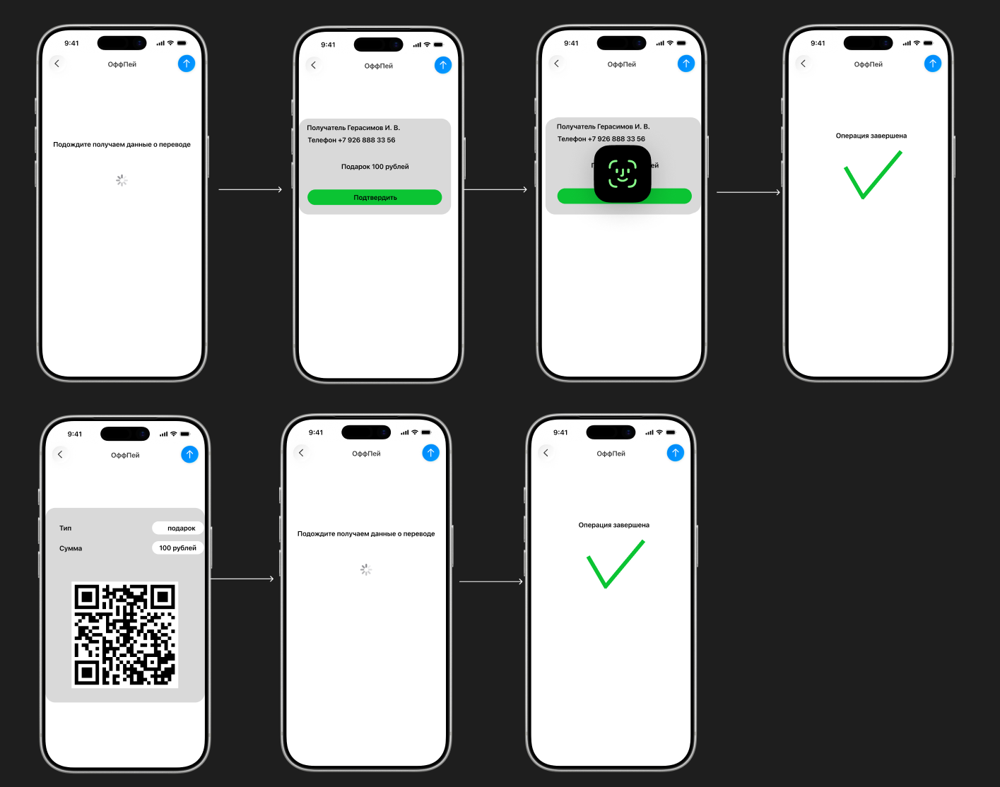 9:41
ОффПей
Подождите получаем данные о переводе
9:41
ОффПей
Получатель Герасимов И. В.
Телефон +7 926 888 33 56
Подарок 100 рублей
Подтвердить
9:41
ОффПей
Получатель Герасимов И. В.
Телефон +7 926 888 33 56
9:41
ОффПей
Операция завершена
9:41
ОффПей
Тип
подарок
Сумма
100 рублей
9:41
ОффПей
Подождите получаем данные о переводе
9:41
ОффПей
Операция завершена